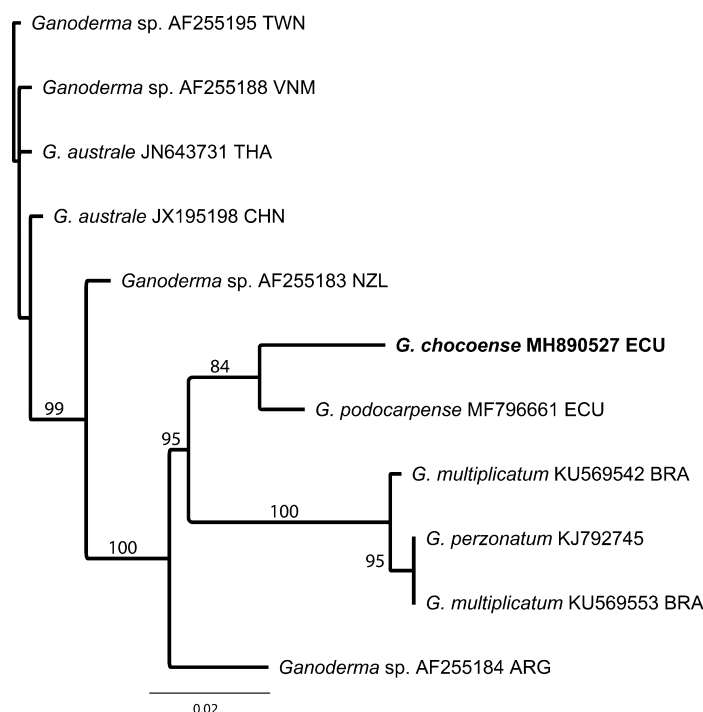 Ganoderma sp. AF255195 TWN
Ganoderma sp. AF255188 VNM
G. australe JN643731 THA
G. australe JX195198 CHN
Ganoderma sp. AF255183 NZL
G. chocoense MH890527 ECU
84
G. podocarpense MF796661 ECU
99
95
G. multiplicatum KU569542 BRA
100
G. perzonatum KJ792745
100
95
G. multiplicatum KU569553 BRA
Ganoderma sp. AF255184 ARG
0.02